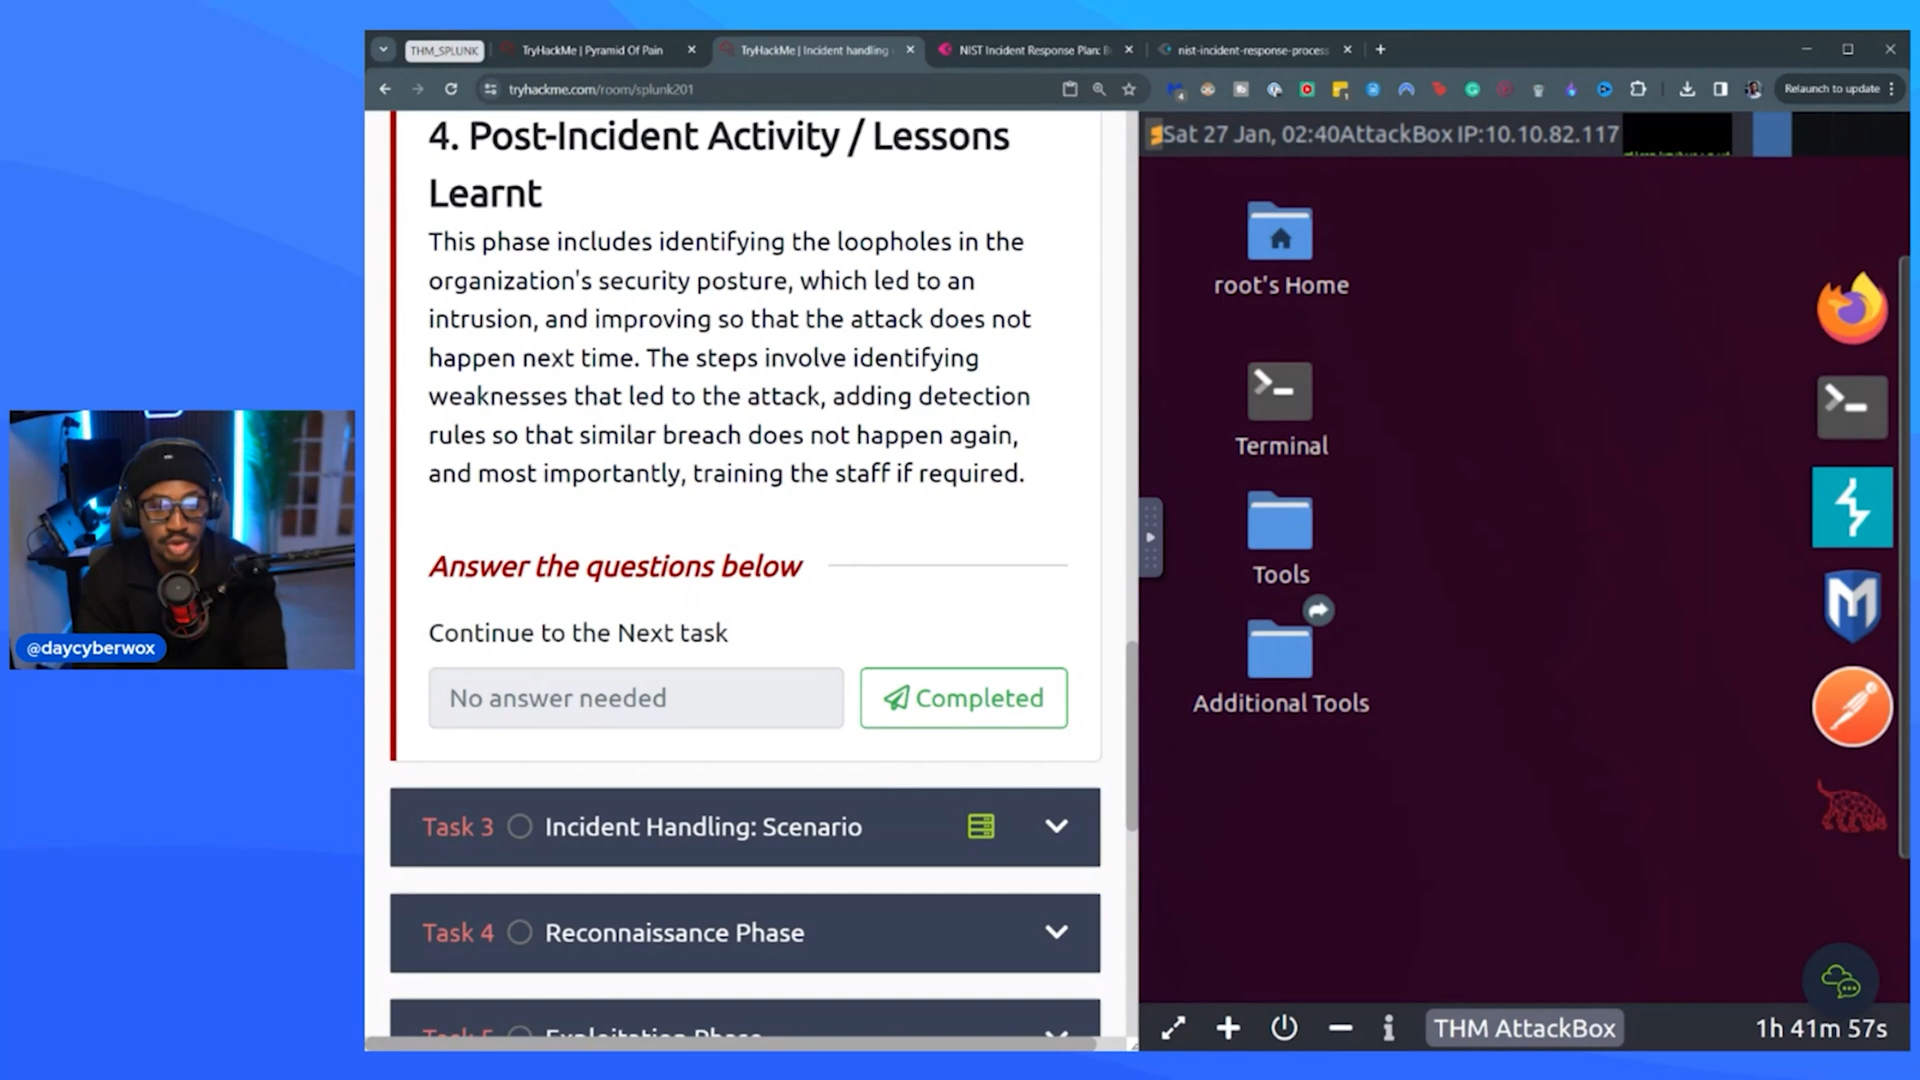 THM_SPLUNK
TryHackMe | Pyramid Of Pain
TryHackMe | Incident handling
NIST Incident Response Plan: B
nist-incident-response-process
tryhackme.com/room/splunk201
Relaunch to update
4. Post-Incident Activity / Lessons
Learnt
This phase includes identifying the loopholes in the
organization's security posture, which led to an
intrusion, and improving so that the attack does not
happen next time. The steps involve identifying
weaknesses that led to the attack, adding detection
rules so that similar breach does not happen again,
and most importantly, training the staff if required.
Answer the questions below
Continue to the Next task
No answer needed
Completed
Task 3
Incident Handling: Scenario
Task 4
Reconnaissance Phase
Task 5
Exploitation Phase
Sat 27 Jan, 02:40 AttackBox IP:10.10.82.117
root's Home
Terminal
Tools
Additional Tools
THM AttackBox
1h 41m 57s
@daycyberwox